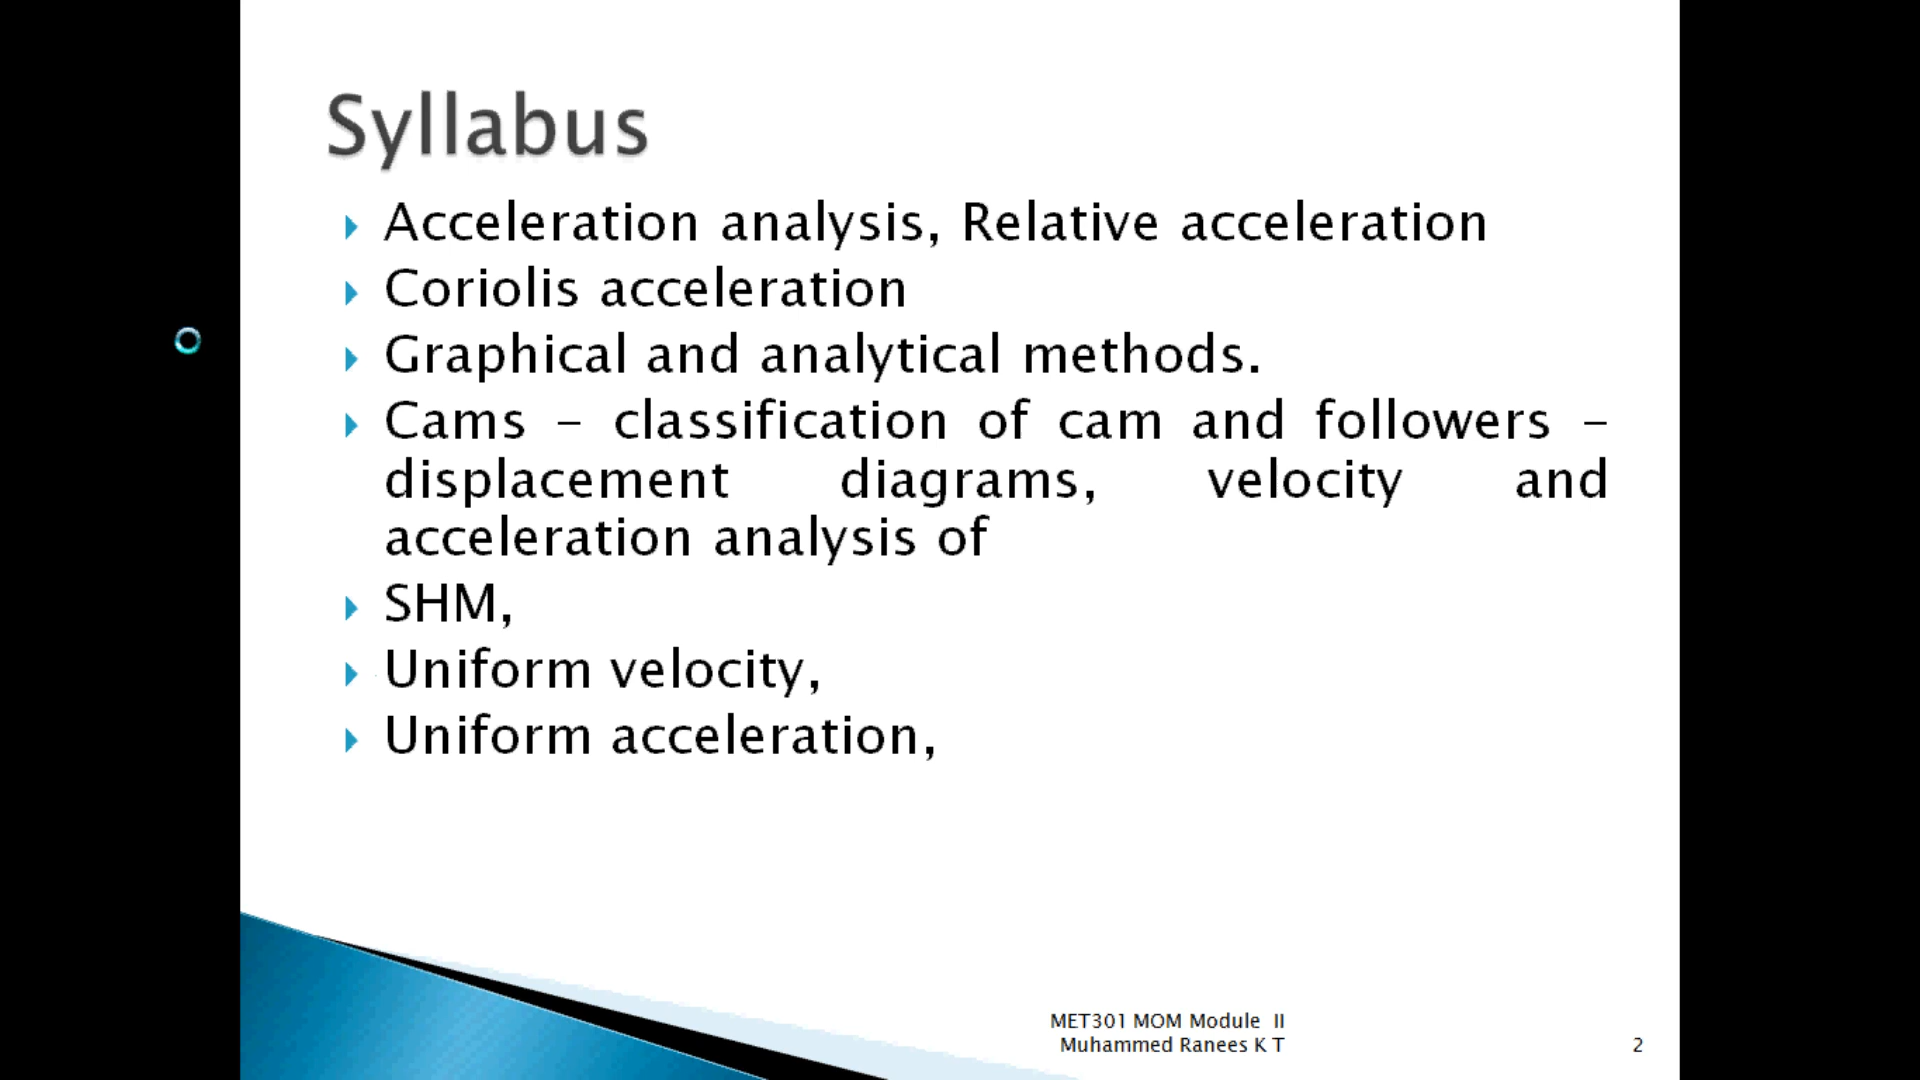 Syllabus
Acceleration analysis, Relative acceleration
Coriolis acceleration
Graphical and analytical methods.
Cams – classification of cam and followers –
displacement diagrams, velocity and
acceleration analysis of
SHM,
Uniform velocity,
Uniform acceleration,
MET301 MOM Module II
Muhammed Ranees K T
2